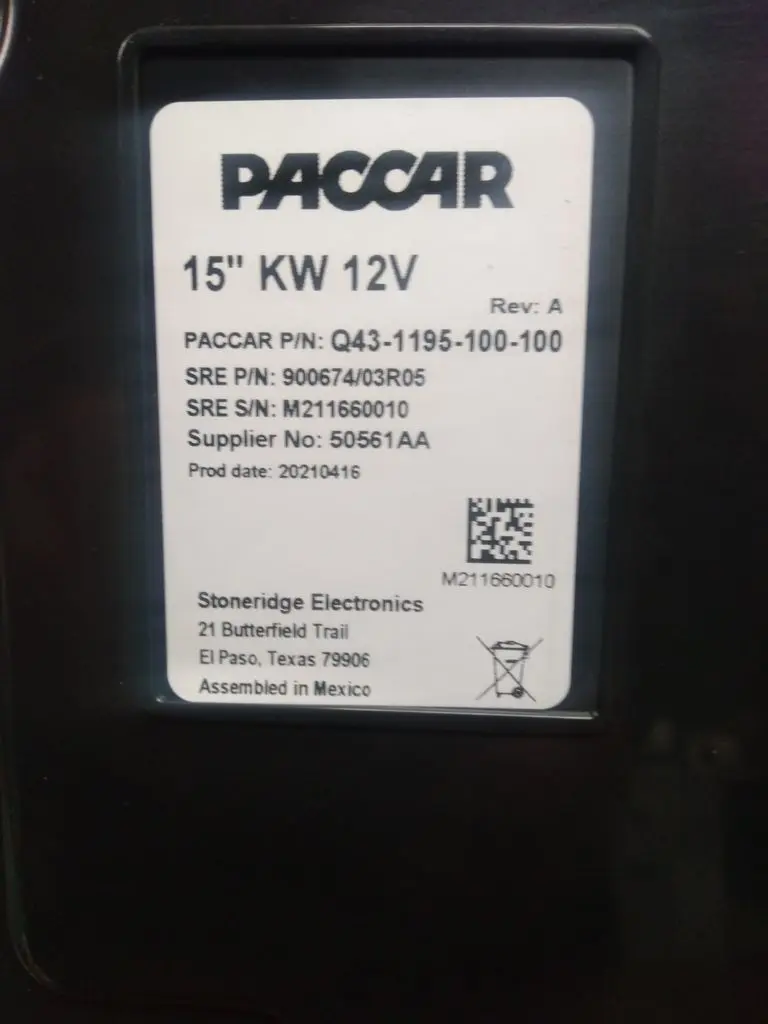 PACCAR
15" KW 12V
Rev: A
PACCAR P/N: Q43-1195-100-100
SRE P/N: 900674/03R05
SRE S/N: M211660010
Supplier No: 50561AA
Prod date: 20210416
M211660010
Stoneridge Electronics
21 Butterfield Trail
El Paso, Texas 79906
Assembled in Mexico